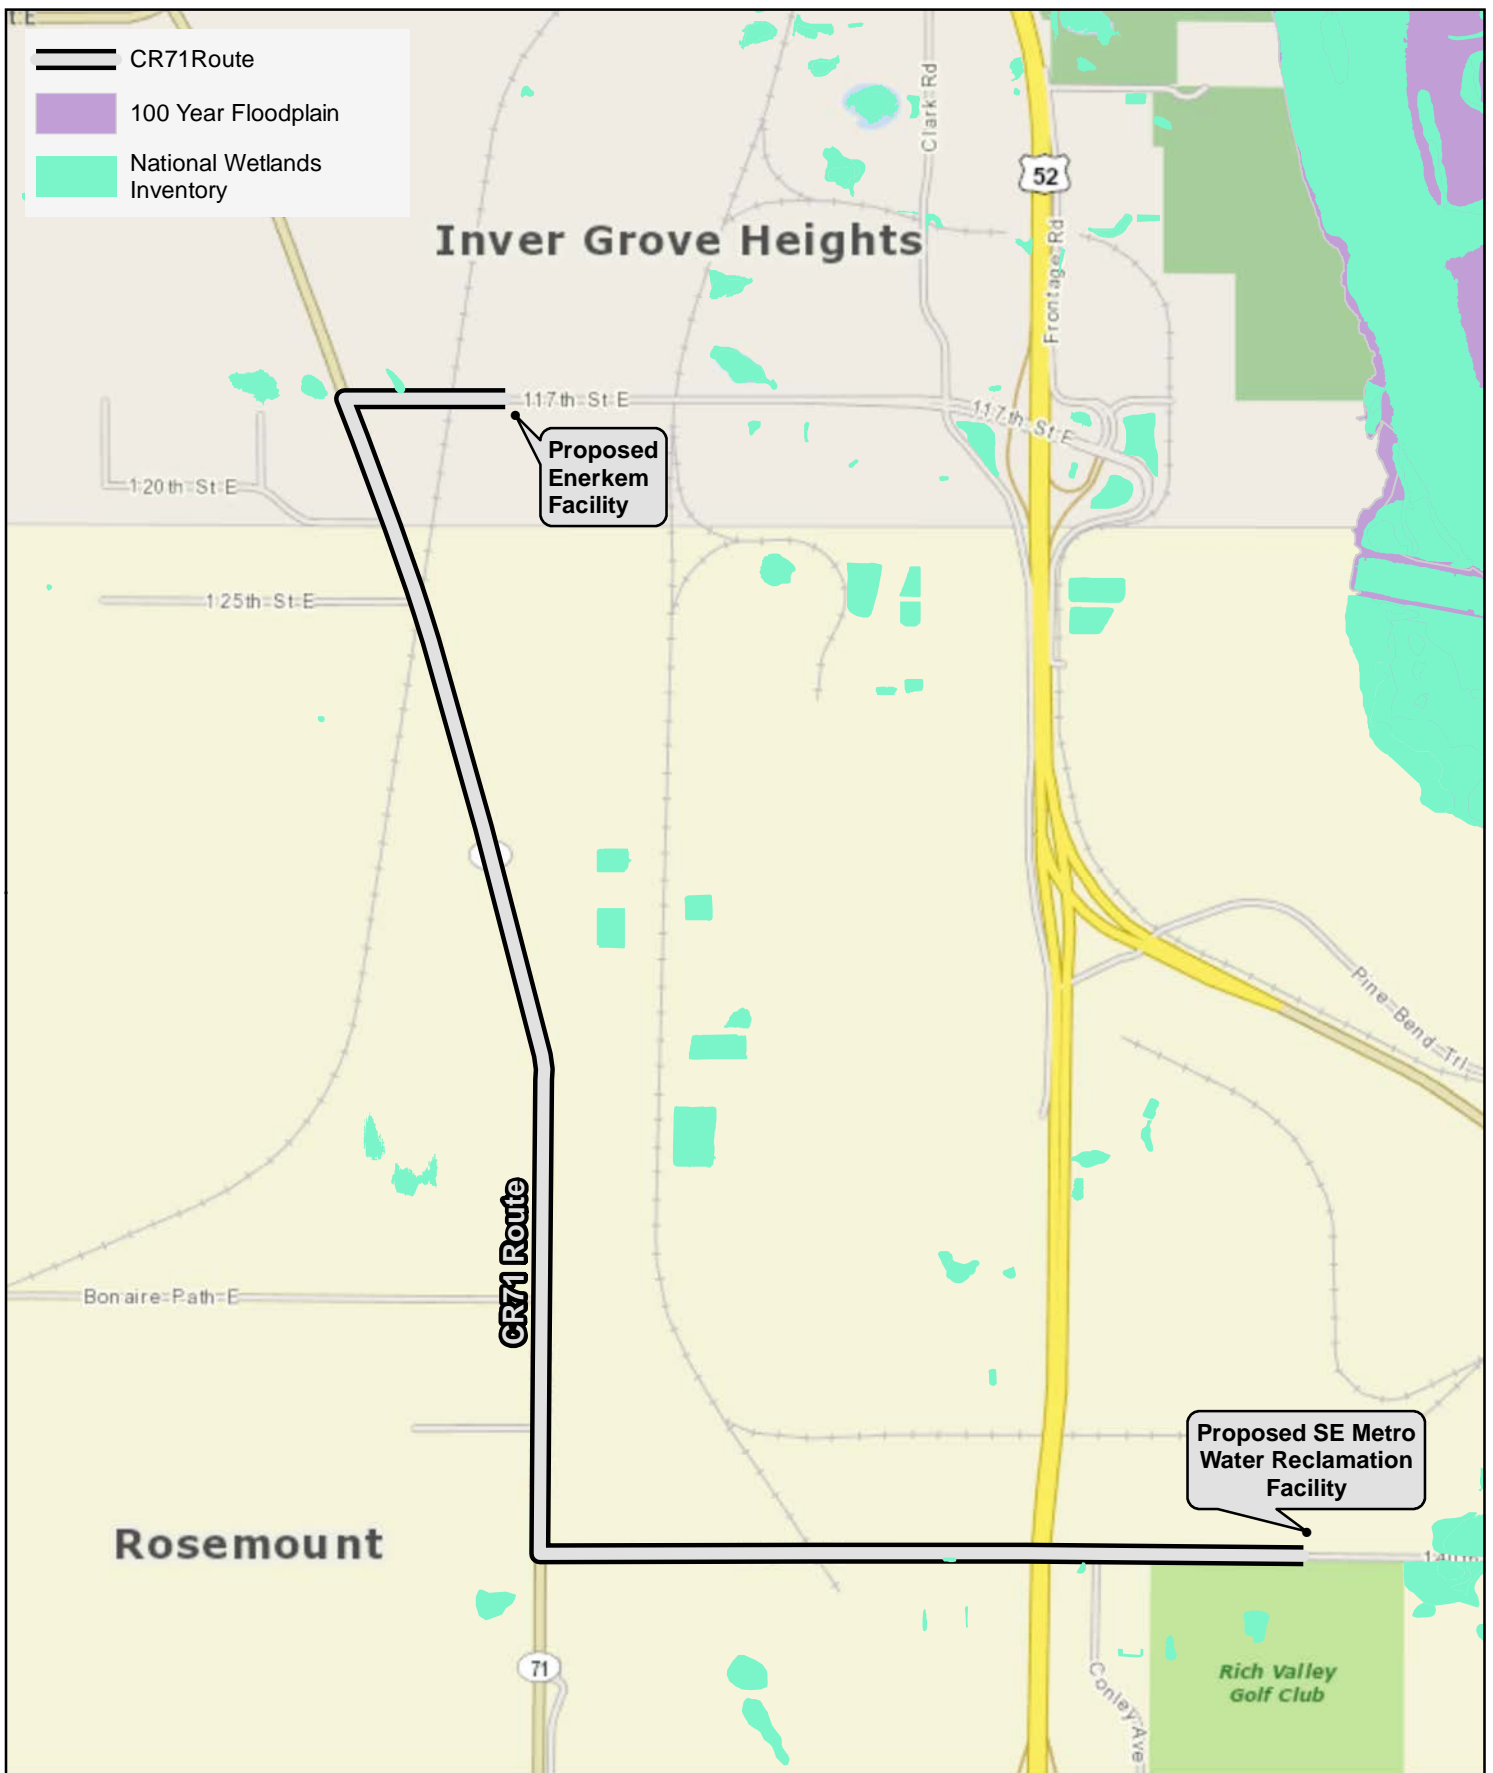 t E
CR71Route
100 Year Floodplain
National Wetlands
Inventory
Clark Rd
52
Inver Grove Heights
Frontage Rd
117th St E
117th St E
Proposed
Enerkem
Facility
120th St E
125th St E
Pine Bend Trl
CR71 Route
Bonaire Path E
Proposed SE Metro
Water Reclamation
Facility
Rosemount
140th
71
Rich Valley
Golf Club
Conley Ave